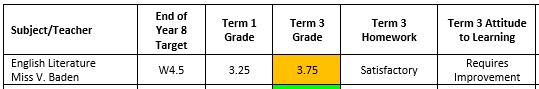 Subject/Teacher End of Year 8 Target Term 1 Grade Term 3 Grade Term 3 Homework Term 3 Attitude to Learning
English Literature W4.5 3.25 3.75 Satisfactory Requires
Miss V. Baden Improvement